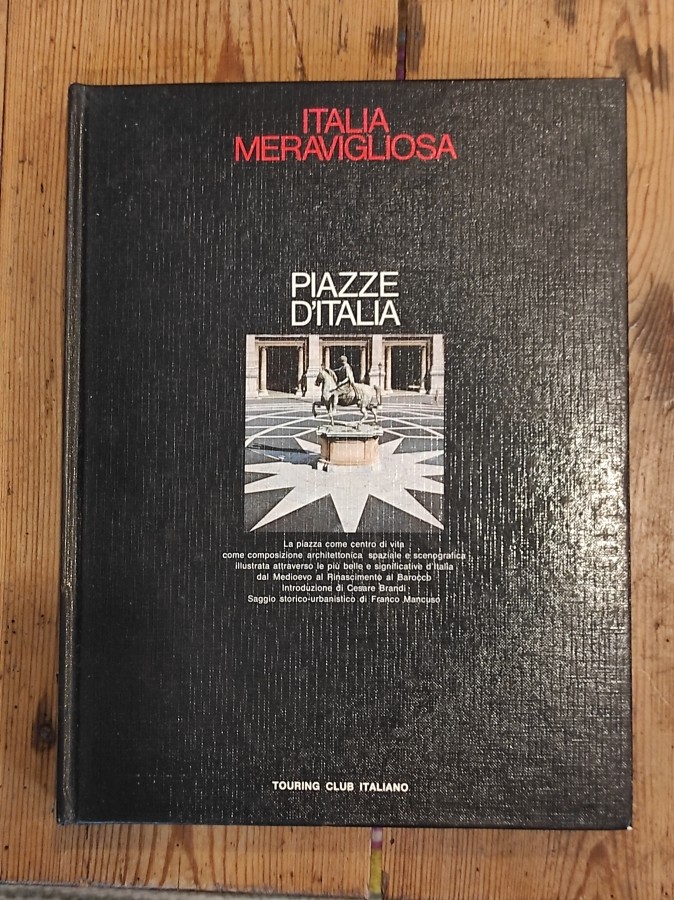 ITALIA
MERAVIGLIOSA
PIAZZE
D'ITALIA
La piazza come centro di vita
come composizione architettonica spaziale e scenografica
illustrata attraverso le più belle e significative d'Italia
dal Medioevo al Rinascimento al Barocco
Introduzione di Cesare Brandi
Saggio storico-urbanistico di Franco Mancuso
TOURING CLUB ITALIANO